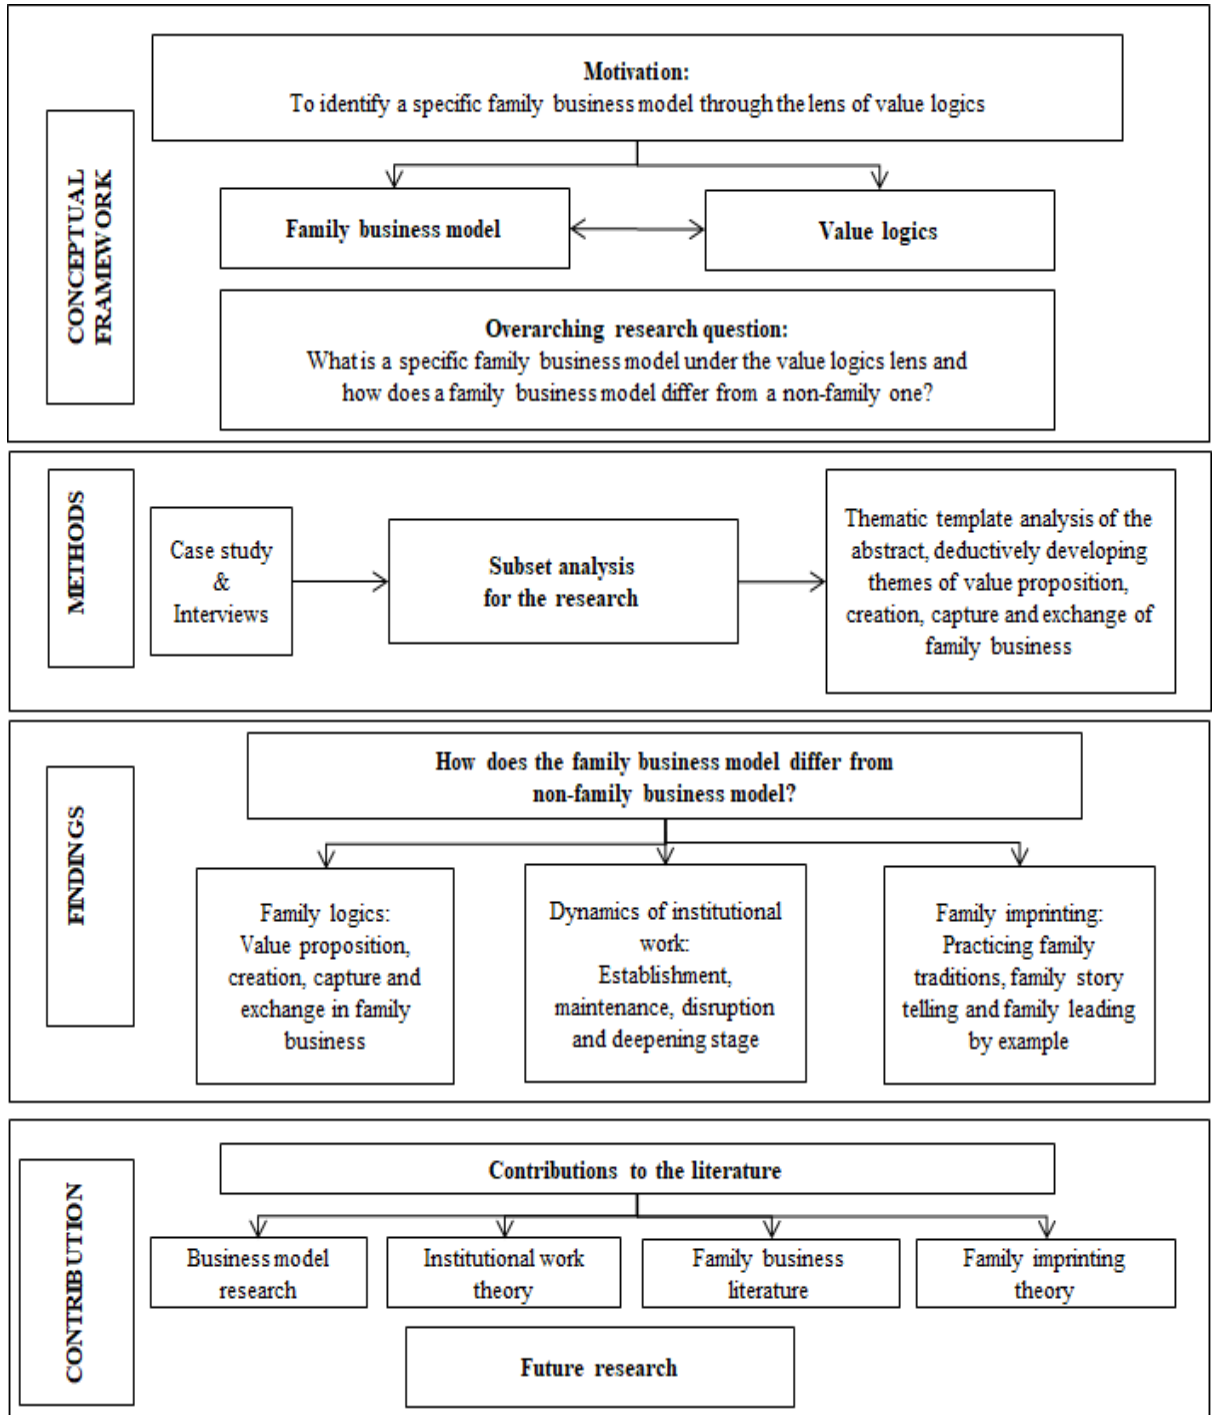 Motivation:
To identify a specific family business model through the lens of value logics
CONCEPTUAL
FRAMEWORK
Family business model
Value logics
Overarching research question:
What is a specific family business model under the value logics lens and
how does a family business model differ from a non-family one?
METHODS
Case study
&
Interviews
Subset analysis
for the research
Thematic template analysis of the
abstract, deductively developing
themes of value proposition,
creation, capture and exchange of
family business
FINDINGS
How does the family business model differ from
non-family business model?
Family logics:
Value proposition,
creation, capture and
exchange in family
business
Dynamics of institutional
work:
Establishment,
maintenance, disruption
and deepening stage
Family imprinting:
Practicing family
traditions, family story
telling and family leading
by example
CONTRIBUTION
Contributions to the literature
Business model
research
Institutional work
theory
Family business
literature
Family imprinting
theory
Future research